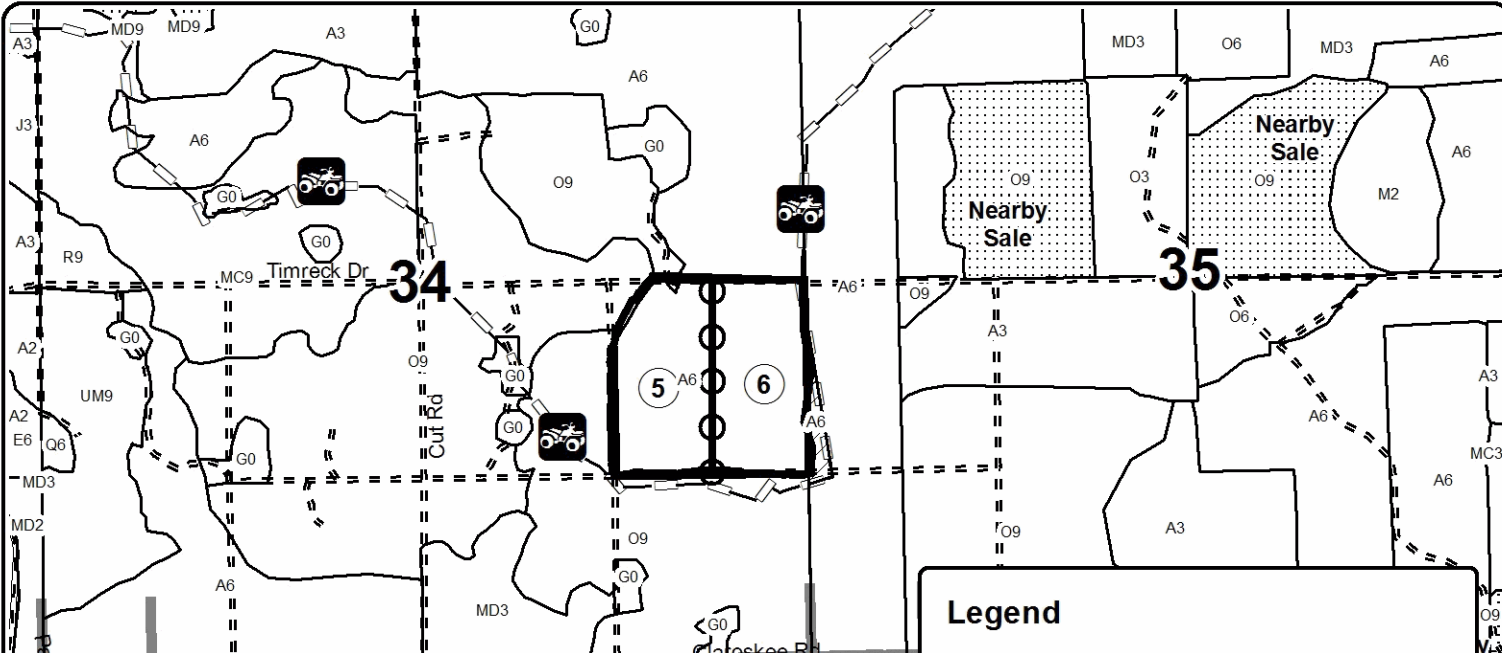 MD9
MD9
A3
G0
MD3
O6
MD3
A3
A6
A6
J3
Nearby
Sale
A6
G0
A6
O9
O9
O3
O9
M2
G0
Nearby
Sale
A3
G0
R9
Timreck Dr
MC9
34
35
A6
O9
O6
A3
G0
A2
O9
G0
A6
5
6
A3
UM9
A6
A6
A2
Cut Rd
G0
E6
Q6
G0
MC3
MD3
A6
MD2
O9
O9
A3
G0
A6
MD3
Legend
O9
G0